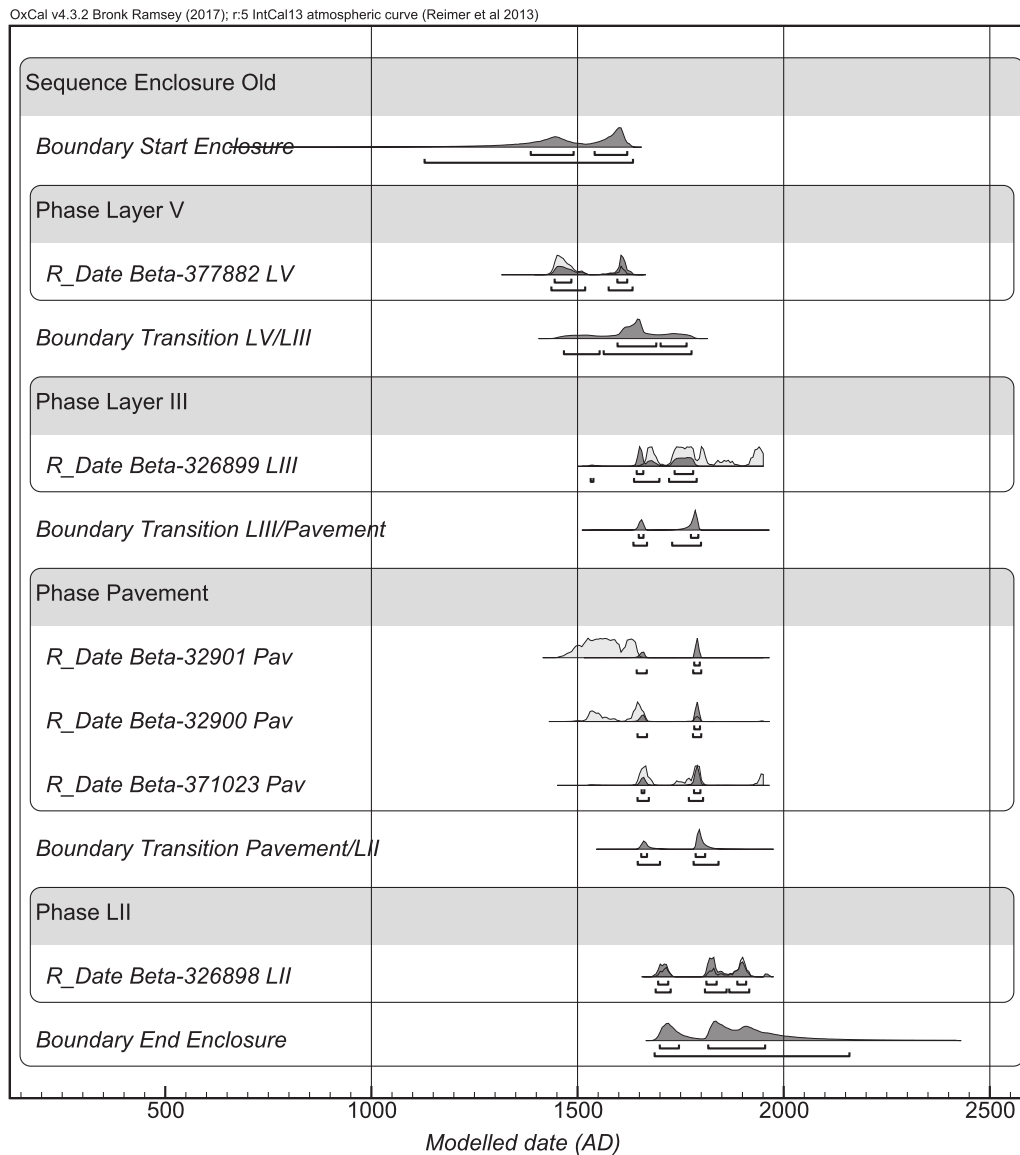 OxCal v4.3.2 Bronk Ramsey (2017); r:5 IntCal13 atmospheric curve (Reimer et al 2013)
Sequence Enclosure Old
Boundary Start Enclosure
Phase Layer V
R_Date Beta-377882 LV
Boundary Transition LV/LIII
Phase Layer III
R_Date Beta-326899 LIII
Boundary Transition LIII/Pavement
Phase Pavement
R_Date Beta-32901 Pav
R_Date Beta-32900 Pav
R_Date Beta-371023 Pav
Boundary Transition Pavement/LII
Phase LII
R_Date Beta-326898 LII
Boundary End Enclosure
500 1000 1500 2000 2500
Modelled date (AD)